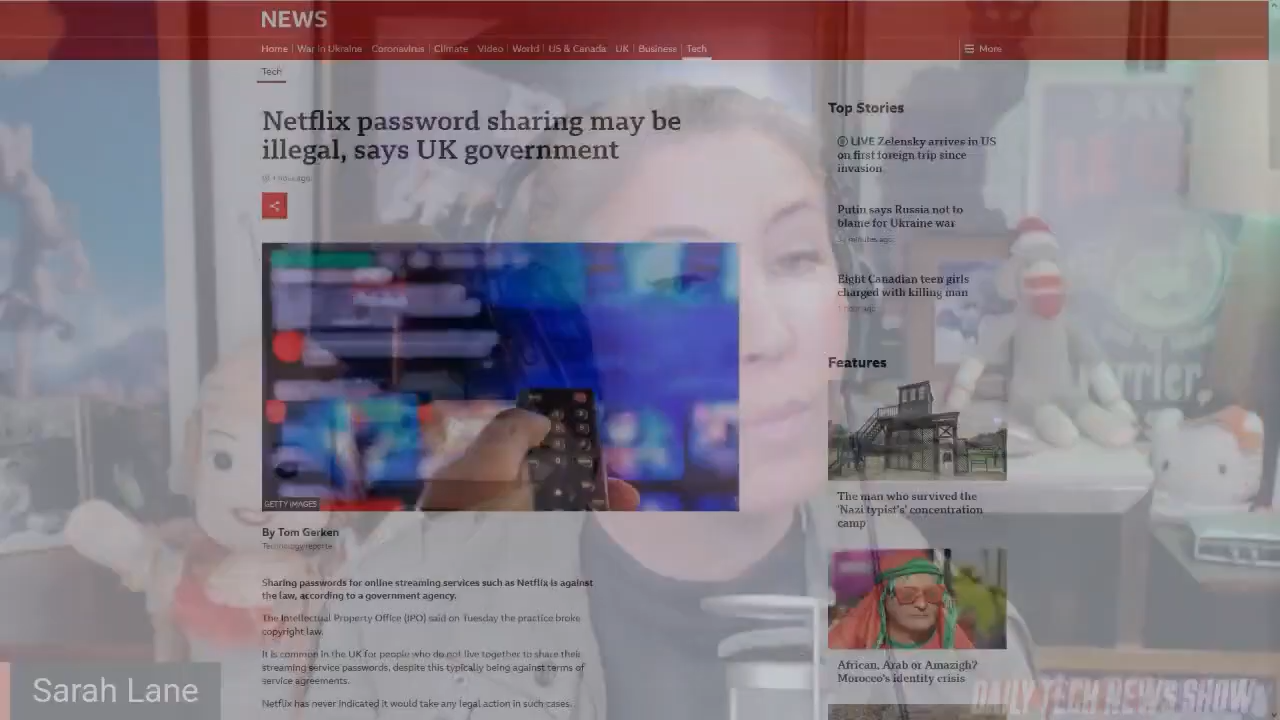 NEWS
Home
War in Ukraine
Coronavirus
Climate
Video
World
US & Canada
UK
Business
Tech
More
Tech
Netflix password sharing may be
illegal, says UK government
Top Stories
LIVE Zelensky arrives in US
on first foreign trip since
invasion
Putin says Russia not to
blame for Ukraine war
minutes ago
Eight Canadian teen girls
charged with killing man
hour ago
Features
GETTY IMAGES
By Tom Gerken
Technology reporter
Sharing passwords for online streaming services such as Netflix is against
the law, according to a government agency.
The Intellectual Property Office (IPO) said on Tuesday the practice broke
copyright law.
It is common in the UK for people who do not live together to share their
streaming service passwords, despite this typically being against terms of
service agreements.
Netflix has never indicated it would take any legal action in such cases.
The man who survived the
'Nazi typist's' concentration
camp
African, Arab or Amazigh?
Morocco's identity crisis
Sarah Lane
DAILY TECH NEWS SHOW